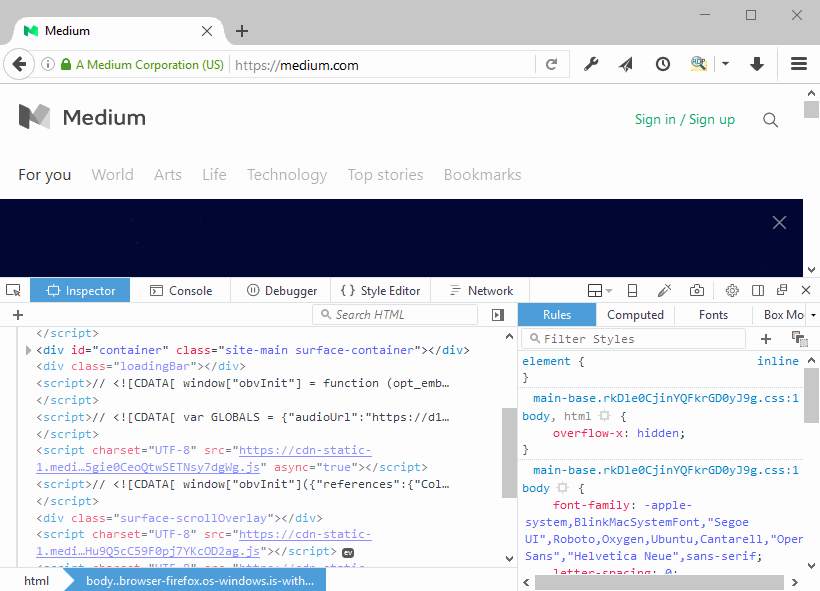 Medium
A Medium Corporation (US) https://medium.com
Medium
Sign in / Sign up
For you World Arts Life Technology Top stories Bookmarks
Inspector Console Debugger { } Style Editor Network
Search HTML
Rules Computed Fonts Box Mo
Filter Styles
</script>
<div id="container" class="site-main surface-container"></div>
<div class="loadingBar"></div>
<script>// <![CDATA[ window["obvInit"] = function (opt_emb…
</script>
<script>// <![CDATA[ var GLOBALS = {"audioUrl":"https://d1…
</script>
<script charset="UTF-8" src="https://cdn-static-
1.medi…5gie0CeoQtwSETNsy7dgWg.js" async="true"></script>
<script>// <![CDATA[ window["obvInit"]({"references":{"Col…
</script>
<div class="surface-scrollOverlay"></div>
<script charset="UTF-8" src="https://cdn-static-
1.medi…Hu9Q5cC59F0pj7YKcOD2ag.js"></script> ev
element { inline
}
main-base.rkDle0CjinYQFkrGD0yJ9g.css:1
body, html {
overflow-x: hidden;
}
main-base.rkDle0CjinYQFkrGD0yJ9g.css:1
body {
font-family: -apple-
system,BlinkMacSystemFont,"Segoe
UI",Roboto,Oxygen,Ubuntu,Cantarell,"Open
Sans","Helvetica Neue",sans-serif;
letter-spacing: 0;
html body..browser-firefox.os-windows.is-with…